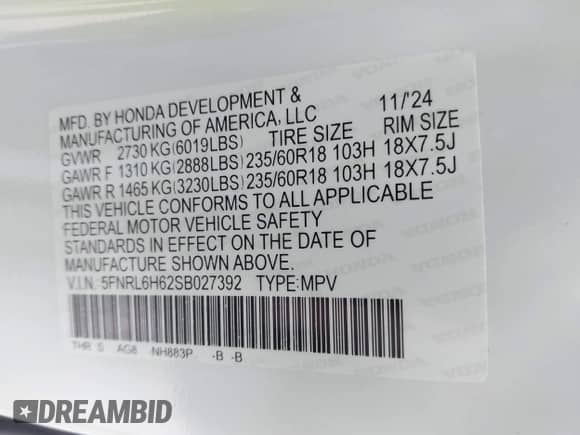 MFD. BY HONDA DEVELOPMENT & 11/'24
MANUFACTURING OF AMERICA, LLC
GVWR 2730 KG(6019LBS) TIRE SIZE RIM SIZE
GAWR F 1310 KG(2888LBS) 235/60R18 103H 18X7.5J
GAWR R 1465 KG(3230LBS) 235/60R18 103H 18X7.5J
THIS VEHICLE CONFORMS TO ALL APPLICABLE
FEDERAL MOTOR VEHICLE SAFETY
STANDARDS IN EFFECT ON THE DATE OF
MANUFACTURE SHOWN ABOVE.
V.I.N.: 5FNRL6H62SB027392 TYPE: MPV
THR S AG8 NH883P -B -B
HONDA
DREAMBID